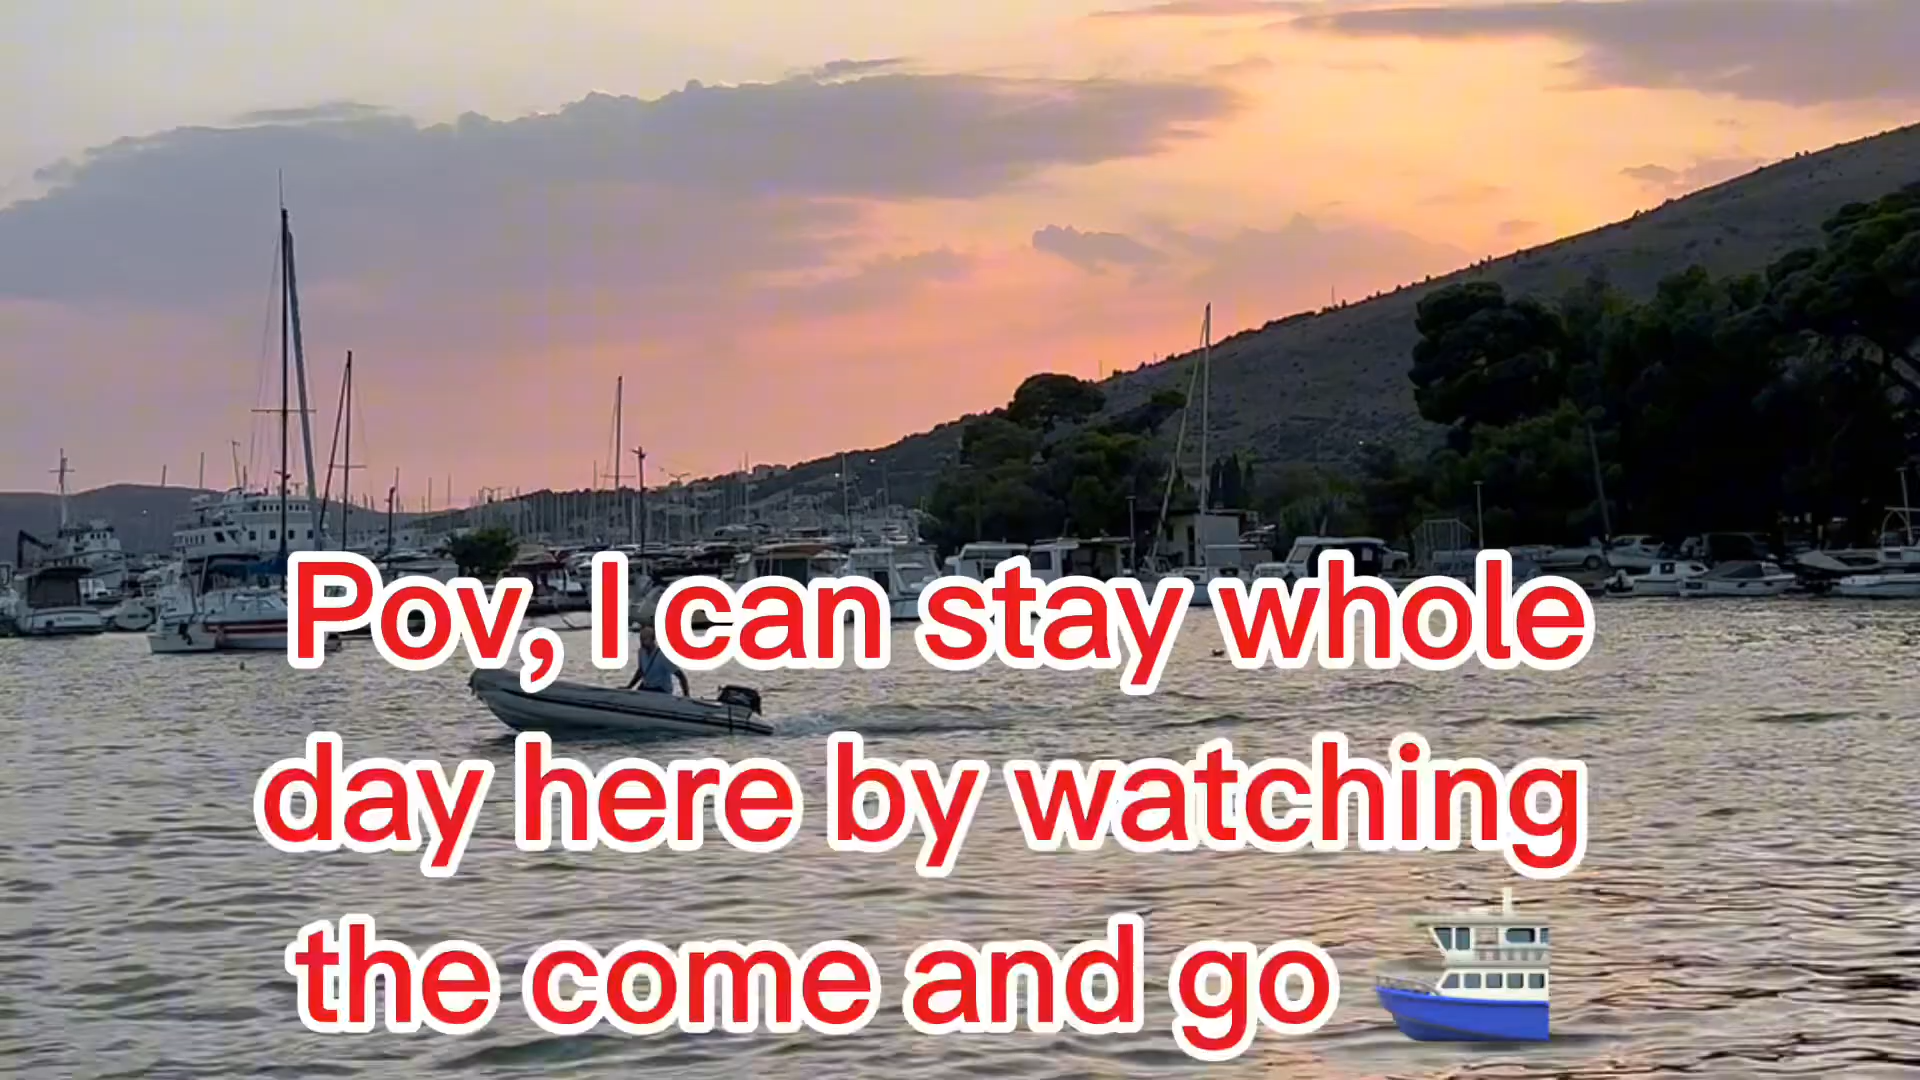 Pov, I can stay whole
day here by watching
the come and go ⛴️